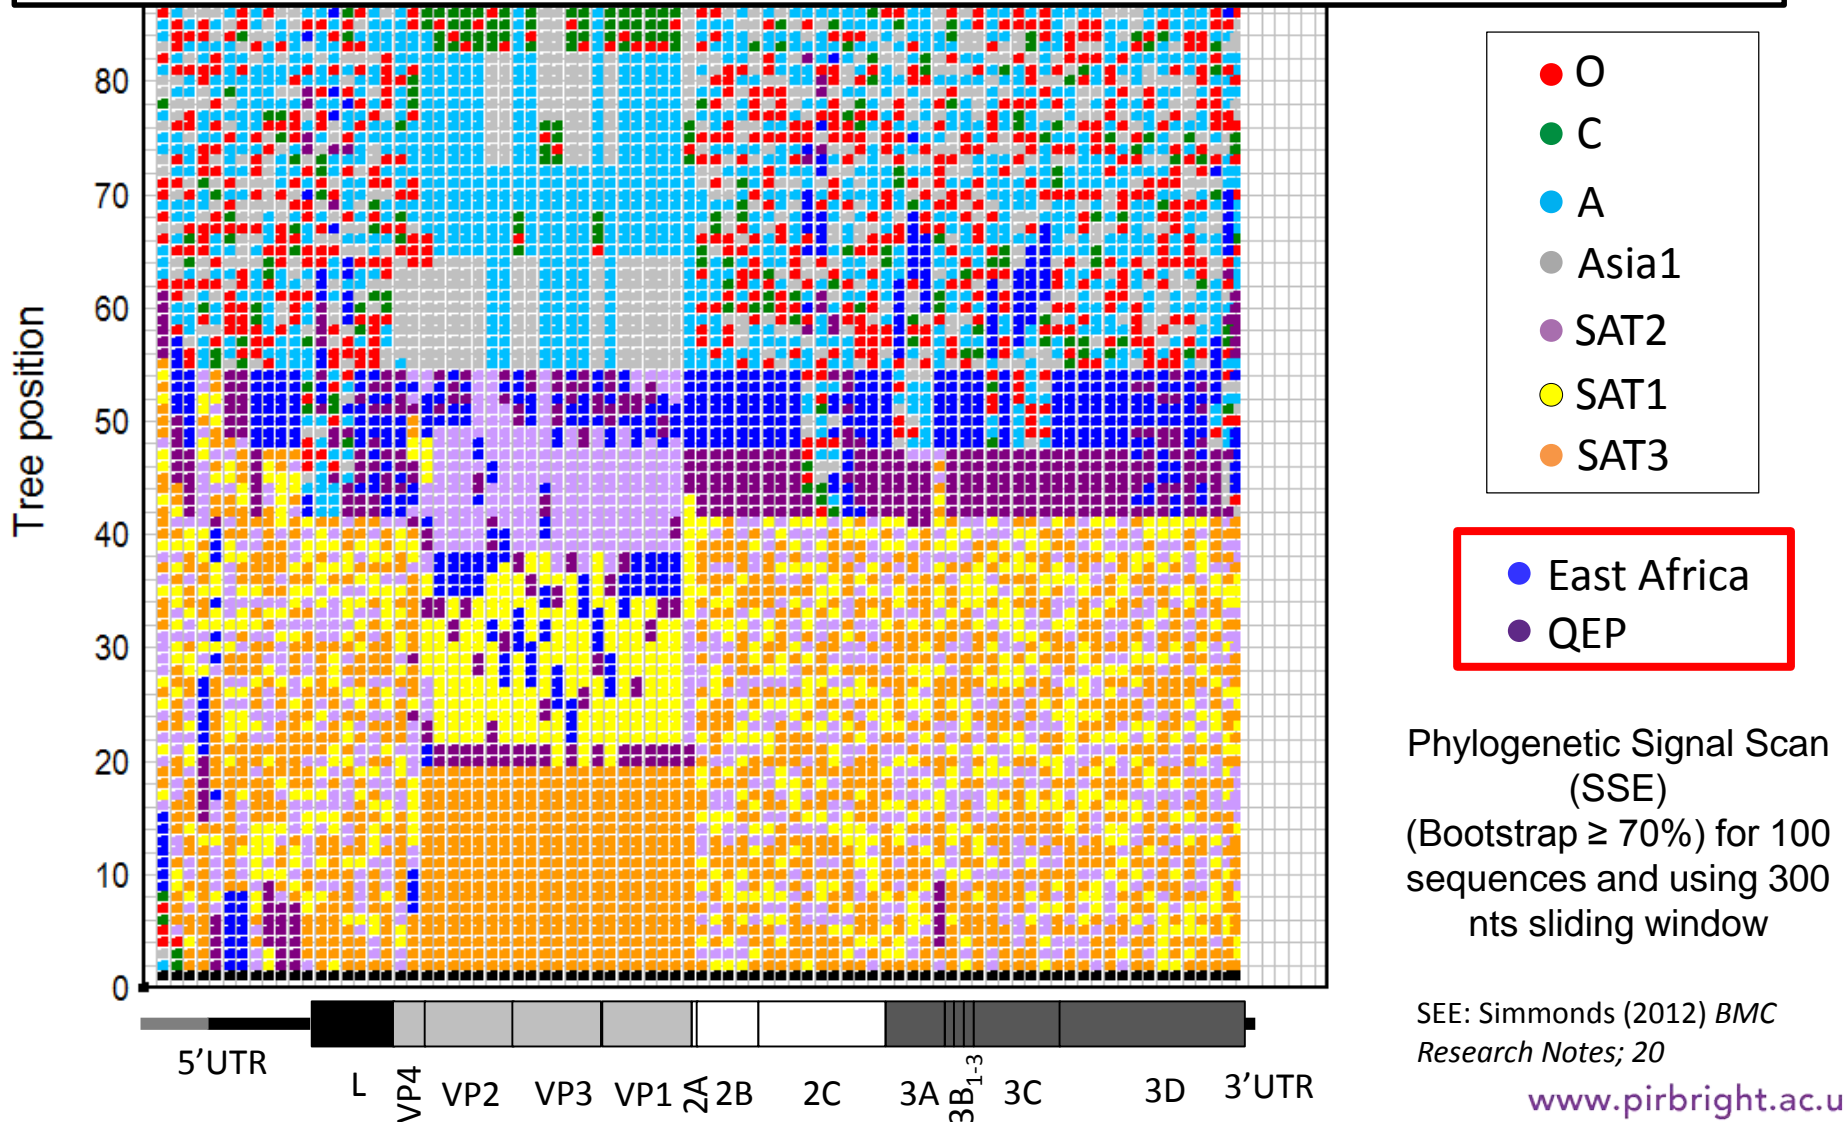 80
70
60
50
40
30
20
10
0
Tree position
5’UTR
L
VP4
VP2
VP3
VP1
2A
2B
2C
3A
3B1-3
3C
3D
3’UTR
O
C
A
Asia1
SAT2
SAT1
SAT3
East Africa
QEP
Phylogenetic Signal Scan
(SSE)
(Bootstrap ≥ 70%) for 100
sequences and using 300
nts sliding window
SEE: Simmonds (2012) BMC
Research Notes; 20
www.pirbright.ac.u